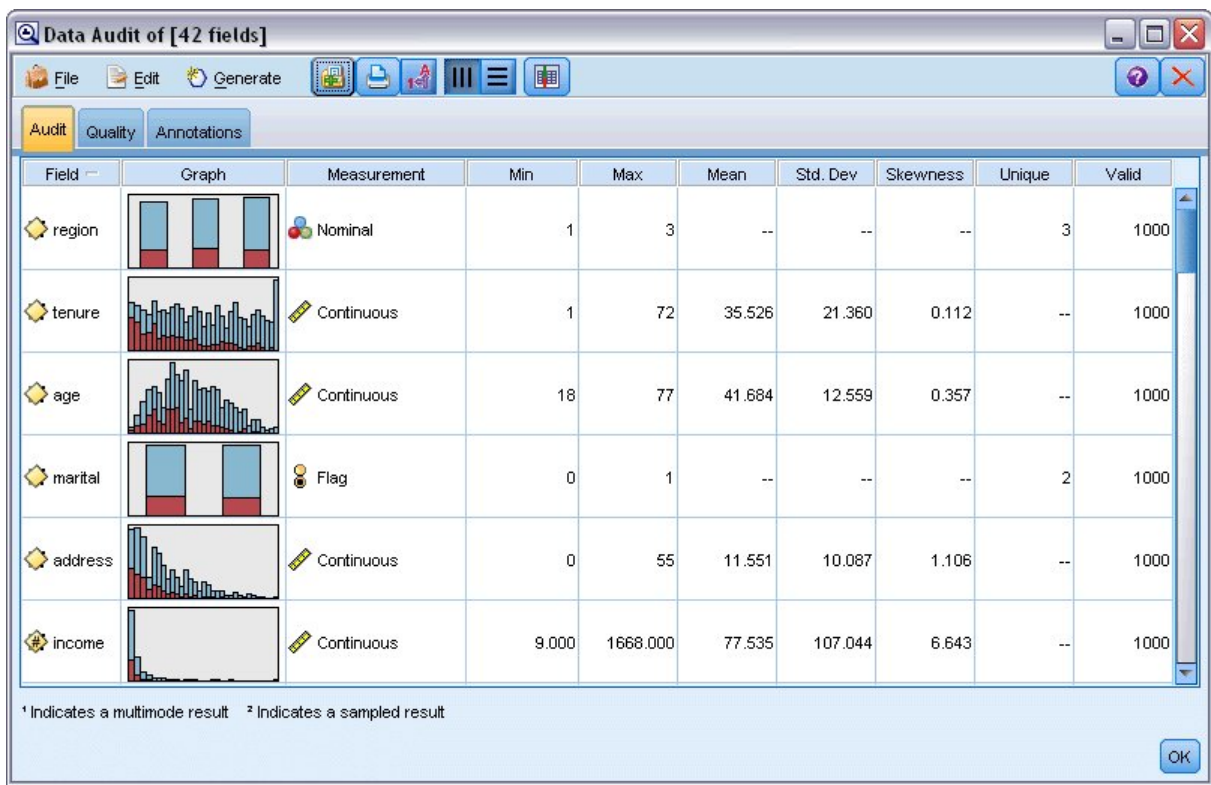 Data Audit of [42 fields]
File Edit Generate
Audit Quality Annotations
Field Graph Measurement Min Max Mean Std. Dev Skewness Unique Valid
region Nominal 1 3 -- -- -- 3 1000
tenure Continuous 1 72 35.526 21.360 0.112 -- 1000
age Continuous 18 77 41.684 12.559 0.357 -- 1000
marital Flag 0 1 -- -- -- 2 1000
address Continuous 0 55 11.551 10.087 1.106 -- 1000
income Continuous 9.000 1668.000 77.535 107.044 6.643 -- 1000
¹ Indicates a multimode result ² Indicates a sampled result
OK